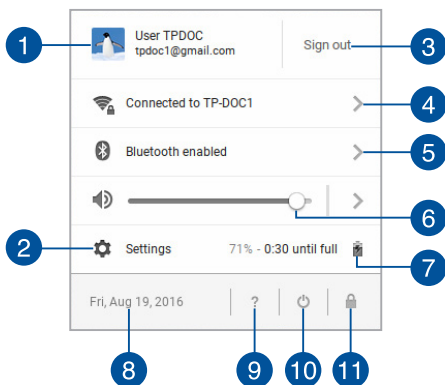 1
User TPDOC
tpdoc1@gmail.com
Sign out
3
Connected to TP-DOC1
4
Bluetooth enabled
5
6
2
Settings
71% - 0:30 until full
7
Fri, Aug 19, 2016
?
8
9
10
11